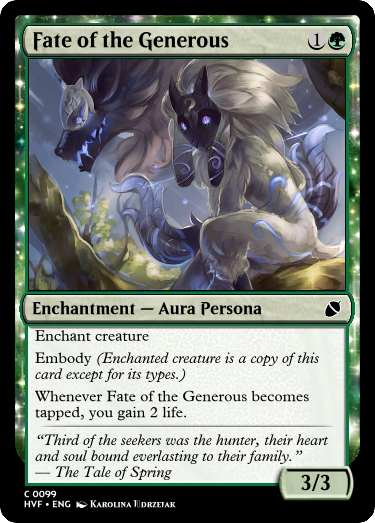 Fate of the Generous 1
Enchantment — Aura Persona
Enchant creature
Embody (Enchanted creature is a copy of this
card except for its types.)
Whenever Fate of the Generous becomes
tapped, you gain 2 life.
“Third of the seekers was the hunter, their heart
and soul bound everlasting to their family.”
— The Tale of Spring
3/3
C 0099
HVF • ENG Karolina